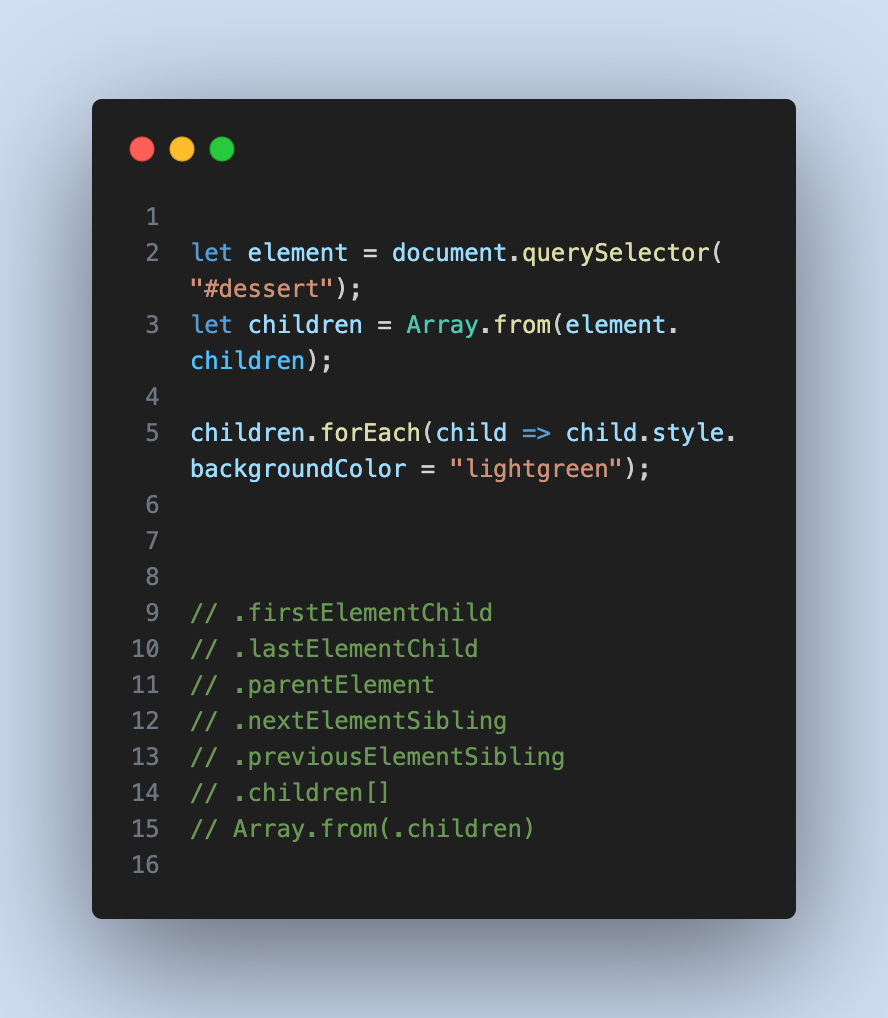 1
2 let element = document.querySelector(
"#dessert");
3 let children = Array.from(element.
children);
4
5 children.forEach(child => child.style.
backgroundColor = "lightgreen");
6
7
8
9 // .firstElementChild
10 // .lastElementChild
11 // .parentElement
12 // .nextElementSibling
13 // .previousElementSibling
14 // .children[]
15 // Array.from(.children)
16